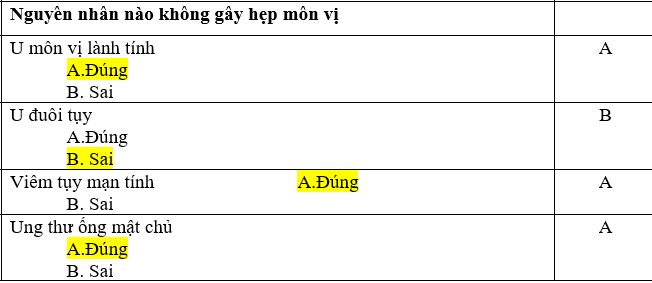 Nguyên nhân nào không gây hẹp môn vị
U môn vị lành tính A
A.Đúng
B. Sai
U đuôi tụy B
A.Đúng
B. Sai
Viêm tụy mạn tính A.Đúng A
B. Sai
Ung thư ống mật chủ A
A.Đúng
B. Sai